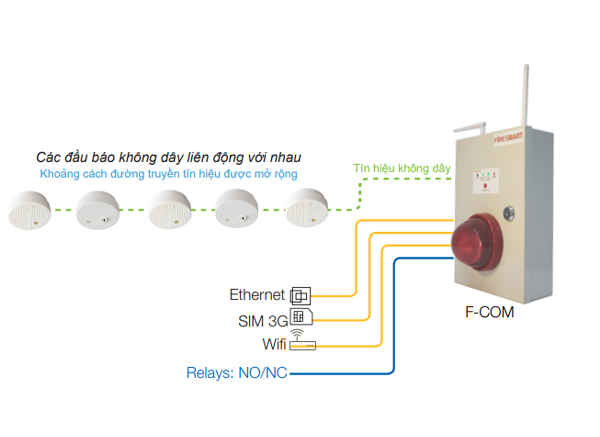 FIRESMART
Các đầu báo không dây liên động với nhau
Khoảng cách đường truyền tín hiệu được mở rộng
Tín hiệu không dây
Ethernet
SIM 3G
Wifi
Relays: NO/NC
F-COM